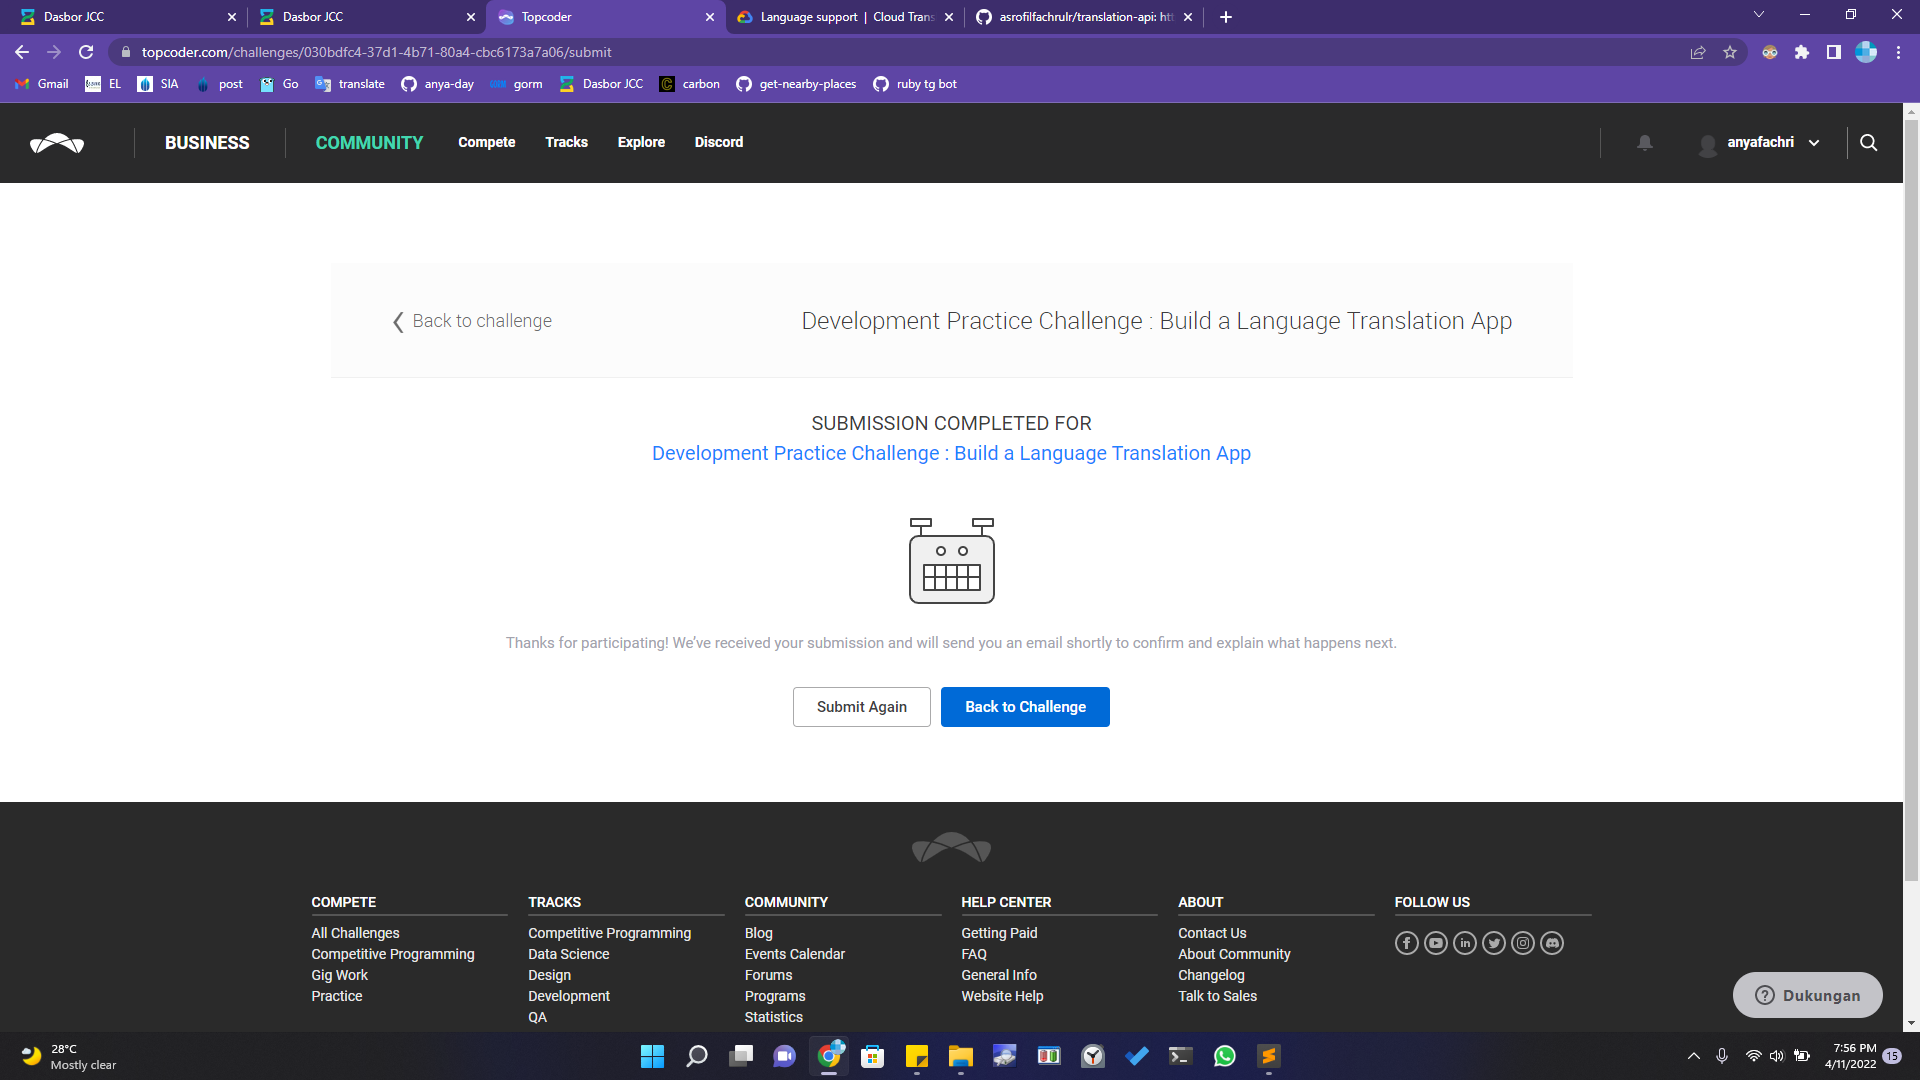 Dasbor JCC
Dasbor JCC
Topcoder
Language support | Cloud Trans
asrofilfachrulr/translation-api: ht
topcoder.com/challenges/030bdfc4-37d1-4b71-80a4-cbc6173a7a06/submit
Gmail
EL
SIA
post
Go
translate
anya-day
gorm
Dasbor JCC
carbon
get-nearby-places
ruby tg bot
BUSINESS
COMMUNITY
Compete
Tracks
Explore
Discord
anyafachri
Back to challenge
Development Practice Challenge : Build a Language Translation App
SUBMISSION COMPLETED FOR
Development Practice Challenge : Build a Language Translation App
Thanks for participating! We’ve received your submission and will send you an email shortly to confirm and explain what happens next.
Submit Again
Back to Challenge
COMPETE
All Challenges
Competitive Programming
Gig Work
Practice
TRACKS
Competitive Programming
Data Science
Design
Development
QA
COMMUNITY
Blog
Events Calendar
Forums
Programs
Statistics
HELP CENTER
Getting Paid
FAQ
General Info
Website Help
ABOUT
Contact Us
About Community
Changelog
Talk to Sales
FOLLOW US
Dukungan
28°C
Mostly clear
7:56 PM
4/11/2022
15